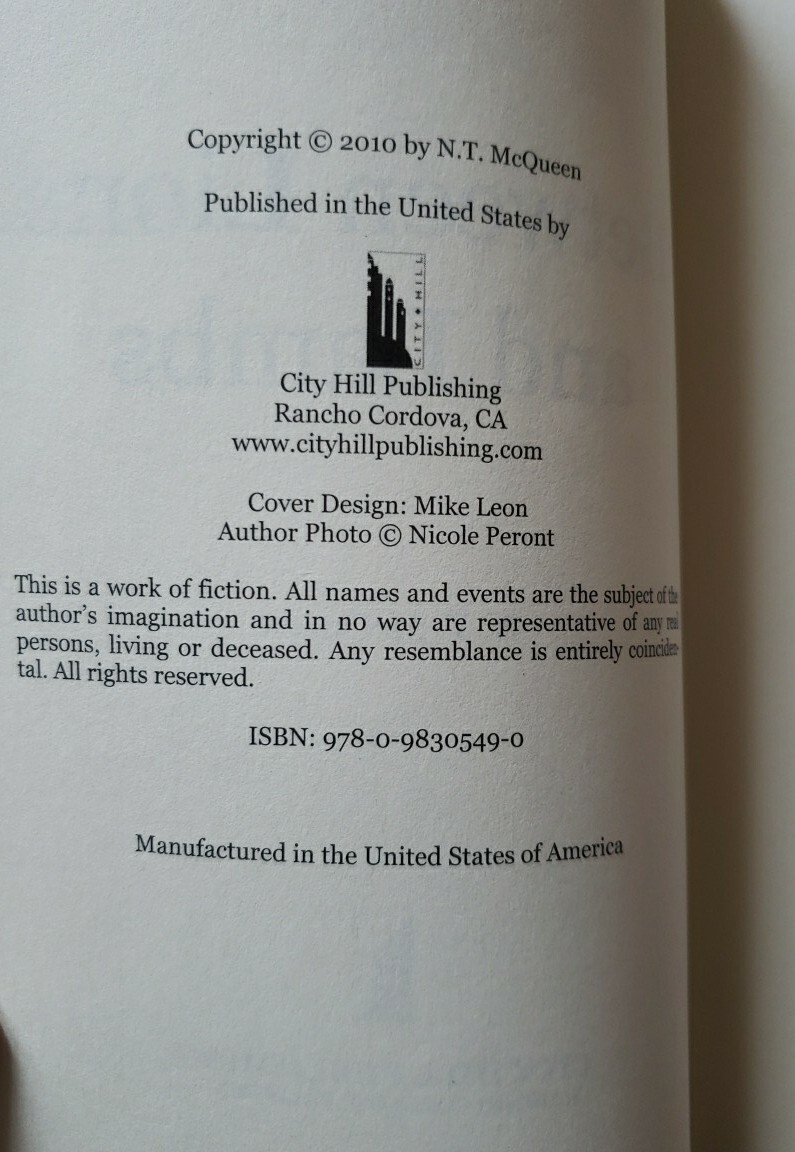 Copyright © 2010 by N.T. McQueen
Published in the United States by
CITY HILL
City Hill Publishing
Rancho Cordova, CA
www.cityhillpublishing.com
Cover Design: Mike Leon
Author Photo © Nicole Peront
This is a work of fiction. All names and events are the subject of the
author's imagination and in no way are representative of any real
persons, living or deceased. Any resemblance is entirely coinciden-
tal. All rights reserved.
ISBN: 978-0-9830549-0
Manufactured in the United States of America